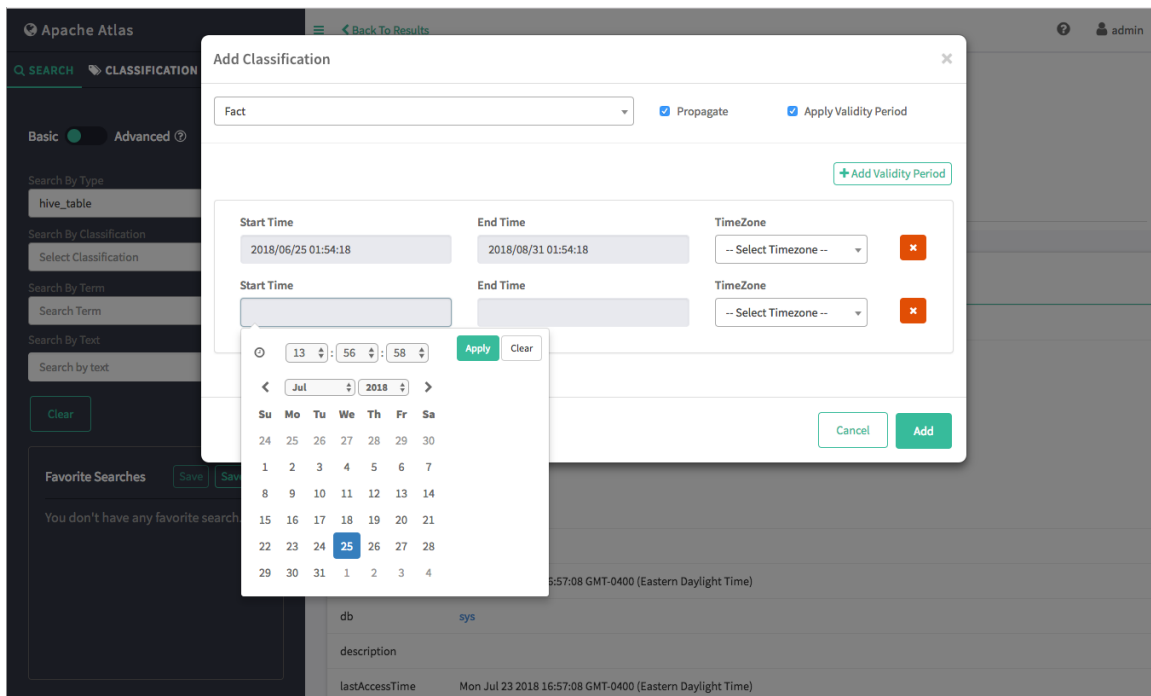 Apache Atlas
Back To Results
admin
SEARCH CLASSIFICATION
Basic Advanced
Search By Type
hive_table
Search By Classification
Select Classification
Search By Term
Search Term
Search By Text
Search by text
Clear
Favorite Searches Save Save
You don't have any favorite search.
Add Classification ×
Fact Propagate Apply Validity Period
+ Add Validity Period
Start Time End Time TimeZone
2018/06/25 01:54:18 2018/08/31 01:54:18 -- Select Timezone --
Start Time End Time TimeZone
-- Select Timezone --
13 : 56 : 58 Apply Clear
Jul 2018
Su Mo Tu We Th Fr Sa
24 25 26 27 28 29 30
1 2 3 4 5 6 7
8 9 10 11 12 13 14
15 16 17 18 19 20 21
22 23 24 25 26 27 28
29 30 31 1 2 3 4
Cancel Add
16:57:08 GMT-0400 (Eastern Daylight Time)
db sys
description
lastAccessTime Mon Jul 23 2018 16:57:08 GMT-0400 (Eastern Daylight Time)